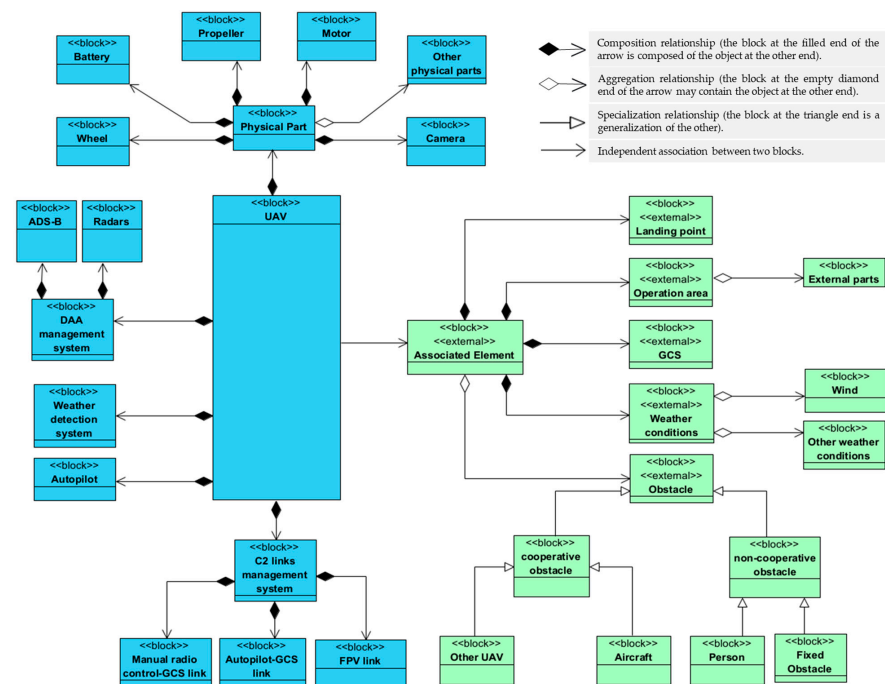 <<block>>
Propeller
<<block>>
Motor
<<block>>
Battery
<<block>>
Other
physical parts
<<block>>
Physical Part
<<block>>
Wheel
<<block>>
Camera
Composition relationship (the block at the filled end of the
arrow is composed of the object at the other end).
Aggregation relationship (the block at the empty diamond
end of the arrow may contain the object at the other end).
Specialization relationship (the block at the triangle end is a
generalization of the other).
Independent association between two blocks.
<<block>>
UAV
<<block>>
ADS-B
<<block>>
Radars
<<block>>
DAA
management
system
<<block>>
Weather
detection
system
<<block>>
Autopilot
<<block>>
C2 links
management
system
<<block>>
Manual radio
control-GCS link
<<block>>
Autopilot-GCS
link
<<block>>
FPV link
<<block>>
<<external>>
Associated Element
<<block>>
<<external>>
Landing point
<<block>>
<<external>>
Operation area
<<block>>
External parts
<<block>>
<<external>>
GCS
<<block>>
<<external>>
Weather
conditions
<<block>>
Wind
<<block>>
Other weather
conditions
<<block>>
<<external>>
Obstacle
<<block>>
cooperative
obstacle
<<block>>
non-cooperative
obstacle
<<block>>
Other UAV
<<block>>
Aircraft
<<block>>
Person
<<block>>
Fixed
Obstacle